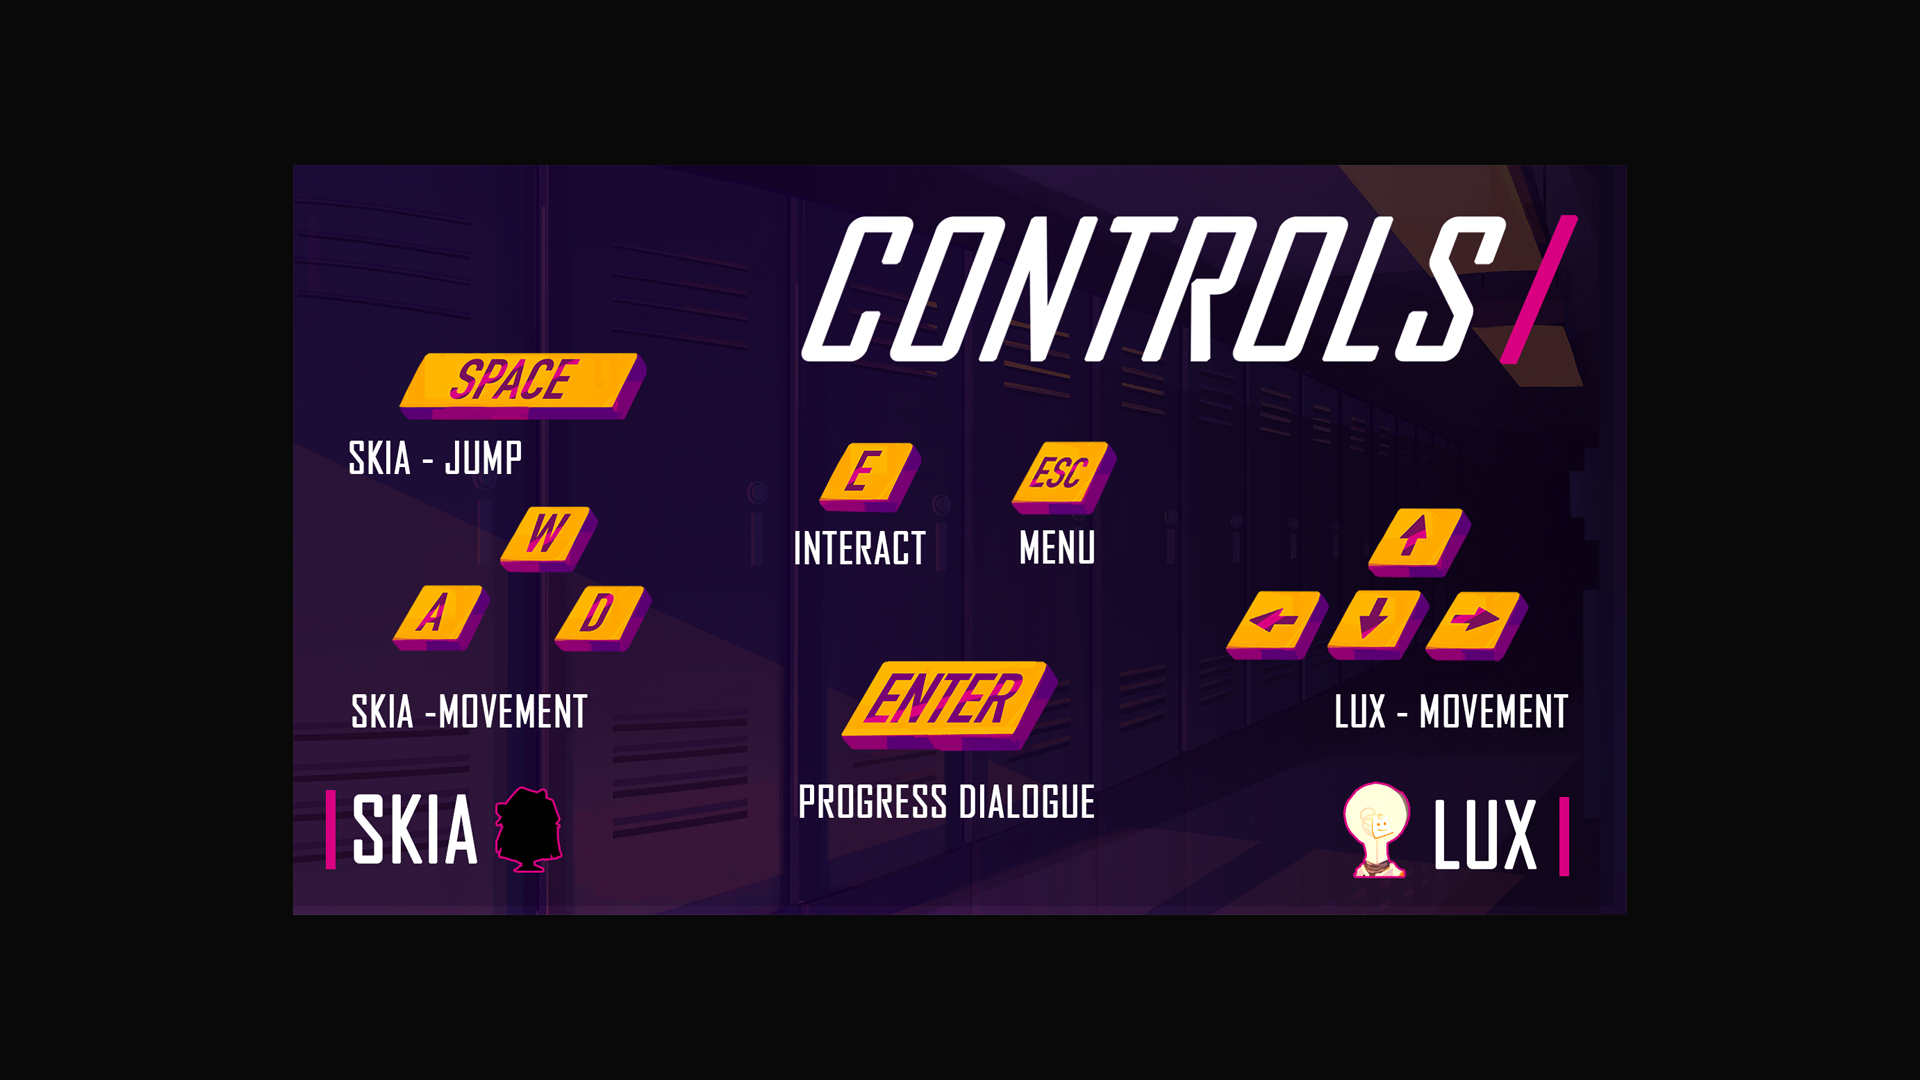 CONTROLS/
SPACE
SKIA - JUMP
W
A D
SKIA -MOVEMENT
E
INTERACT
ESC
MENU
ENTER
PROGRESS DIALOGUE
↑
← ↓ →
LUX - MOVEMENT
SKIA
LUX